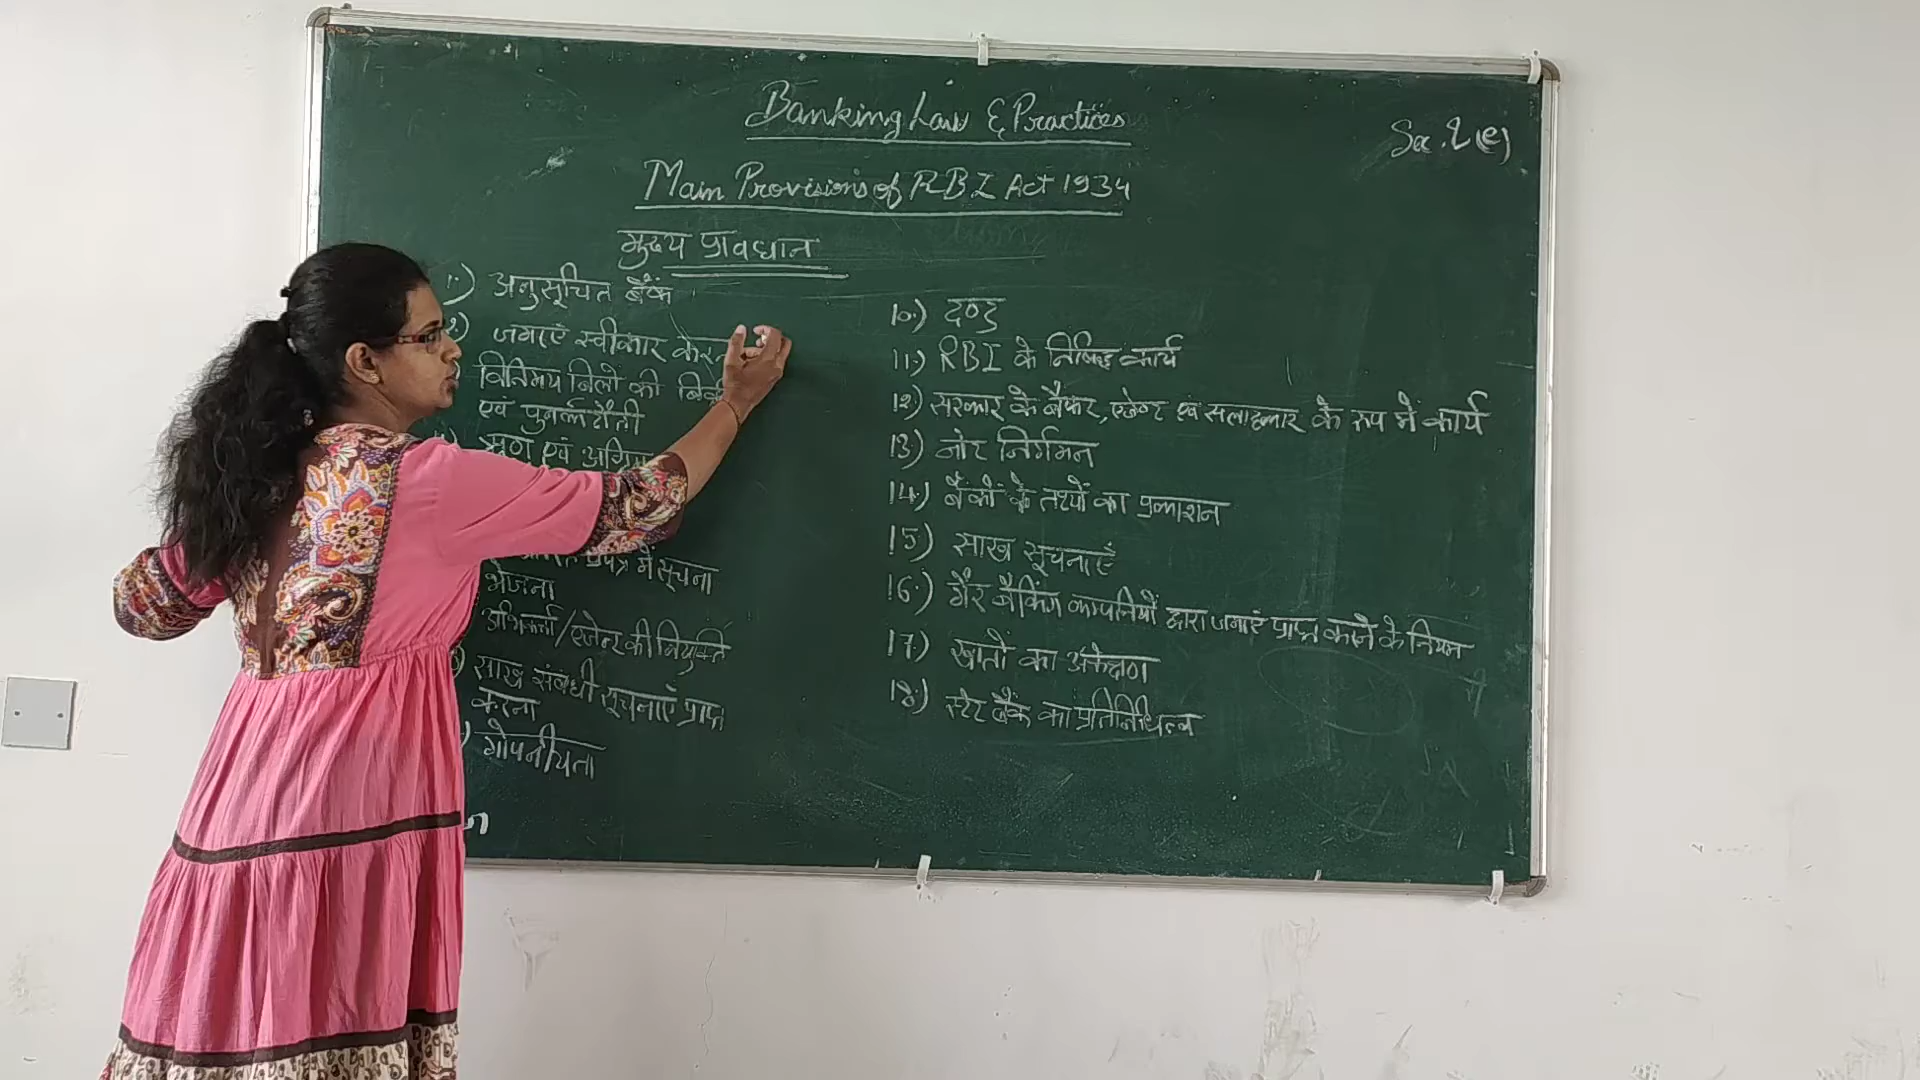 Banking Law & Practices
Sec. 2(e)
Main Provisions of RBI Act 1934
मुख्य प्रावधान
1.) अनुसूचित बैंक
2.) जमाएँ स्वीकार करना
विनिमय बिलों की बिक्री
एवं पुनर्कटौती
ऋण एवं अग्रिम
प्रपत्र में सूचना
भेजना
अभिकर्ता/एजेन्ट की नियुक्ति
साख संबंधी सूचनाएँ प्राप्त
करना
) गोपनीयता
10.) दण्ड
11.) RBI के निषिद्ध कार्य
12) सरकार के बैंकर, एजेण्ट एवं सलाहकार के रूप में कार्य
13.) नोट निर्गमन
14.) बैंकों के तथ्यों का प्रकाशन
15) साख सूचनाएँ
16.) गैर बैंकिंग कम्पनियों द्वारा जमाएं प्राप्त करने के नियम
17.) खातों का अंकेक्षण
18.) स्टेट बैंक का प्रतिनिधित्व